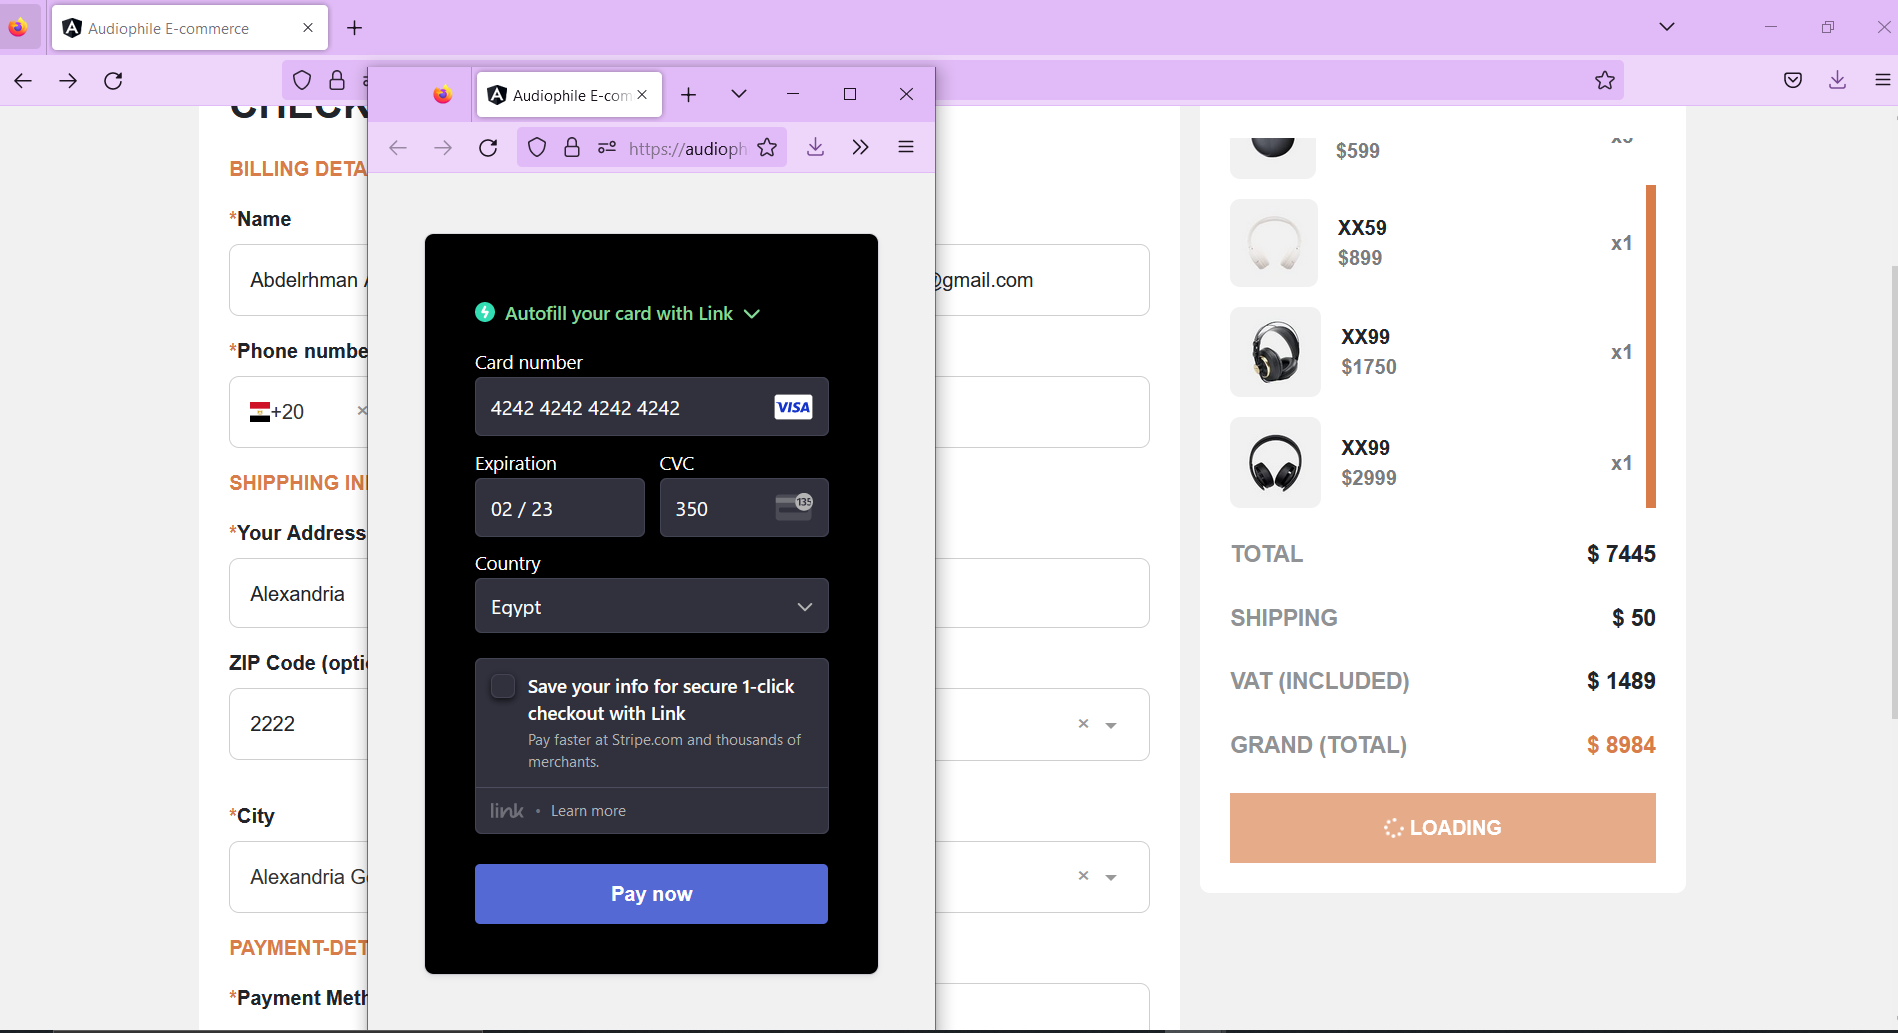 Audiophile E-commerce
Audiophile E-com
https://audioph
BILLING DETA
*Name
Abdelrhman
@gmail.com
*Phone numbe
+20
SHIPPHING IN
*Your Address
Alexandria
ZIP Code (opti
2222
*City
Alexandria G
PAYMENT-DET
*Payment Meth
Autofill your card with Link
Card number
4242 4242 4242 4242
VISA
Expiration
CVC
02 / 23
350
135
Country
Egypt
Save your info for secure 1-click
checkout with Link
Pay faster at Stripe.com and thousands of
merchants.
link • Learn more
Pay now
$599
XX59
$899
x1
XX99
$1750
x1
XX99
$2999
x1
TOTAL
$ 7445
SHIPPING
$ 50
VAT (INCLUDED)
$ 1489
GRAND (TOTAL)
$ 8984
LOADING